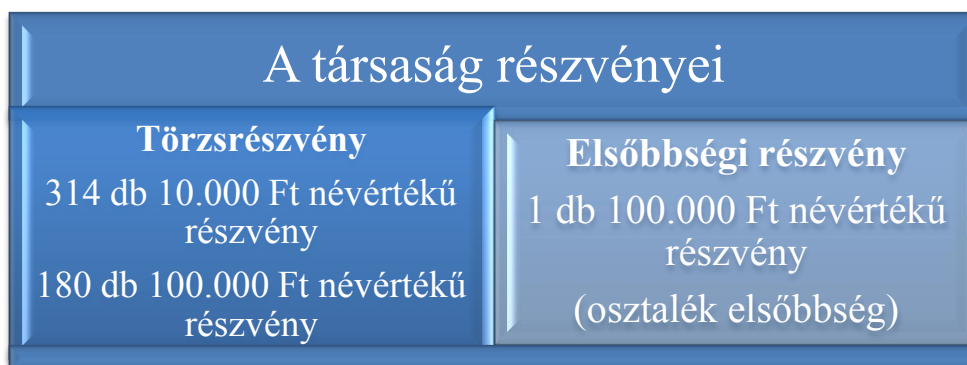 A társaság részvényei
Törzsrészvény
314 db 10.000 Ft névértékű
részvény
180 db 100.000 Ft névértékű
részvény
Elsőbbségi részvény
1 db 100.000 Ft névértékű
részvény
(osztalék elsőbbség)